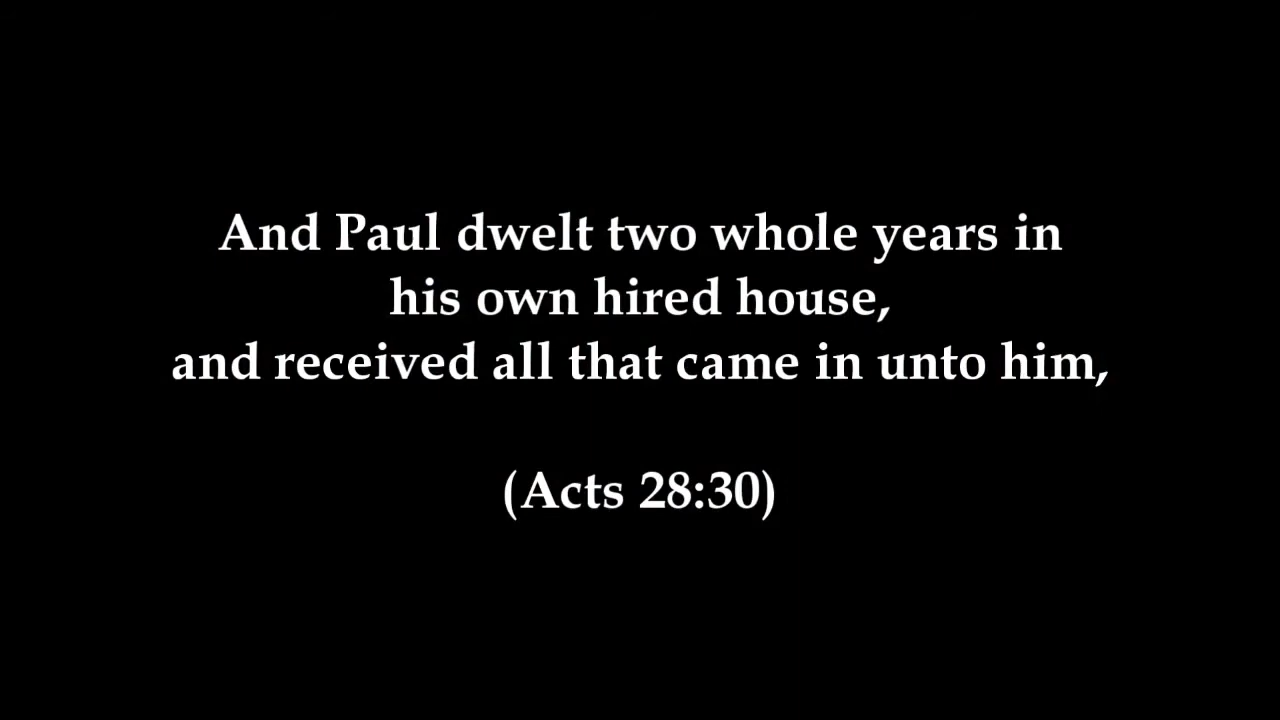 And Paul dwelt two whole years in
his own hired house,
and received all that came in unto him,
(Acts 28:30)